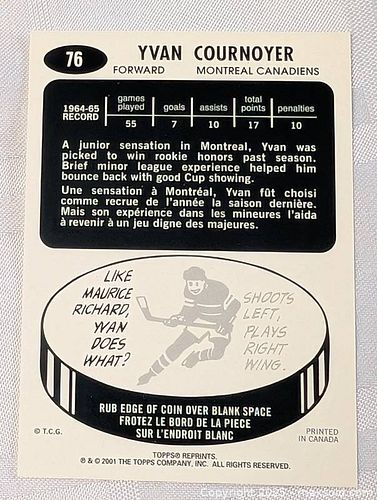 76
YVAN COURNOYER
FORWARD MONTREAL CANADIENS
1964-65 RECORD
games played goals assists total points penalties
55 7 10 17 10
A junior sensation in Montreal, Yvan was
picked to win rookie honors past season.
Brief minor league experience helped him
bounce back with good Cup showing.
Une sensation à Montréal, Yvan fût choisi
comme recrue de l'année la saison dernière.
Mais son expérience dans les mineures l'aida
à revenir à un jeu digne des majeures.
LIKE
MAURICE
RICHARD,
YVAN
DOES
WHAT?
SHOOTS
LEFT,
PLAYS
RIGHT
WING.
RUB EDGE OF COIN OVER BLANK SPACE
FROTEZ LE BORD DE LA PIECE
SUR L'ENDROIT BLANC
© T.C.G.
PRINTED
IN CANADA
TOPPS® REPRINTS.
® & © 2001 THE TOPPS COMPANY, INC. ALL RIGHTS RESERVED.